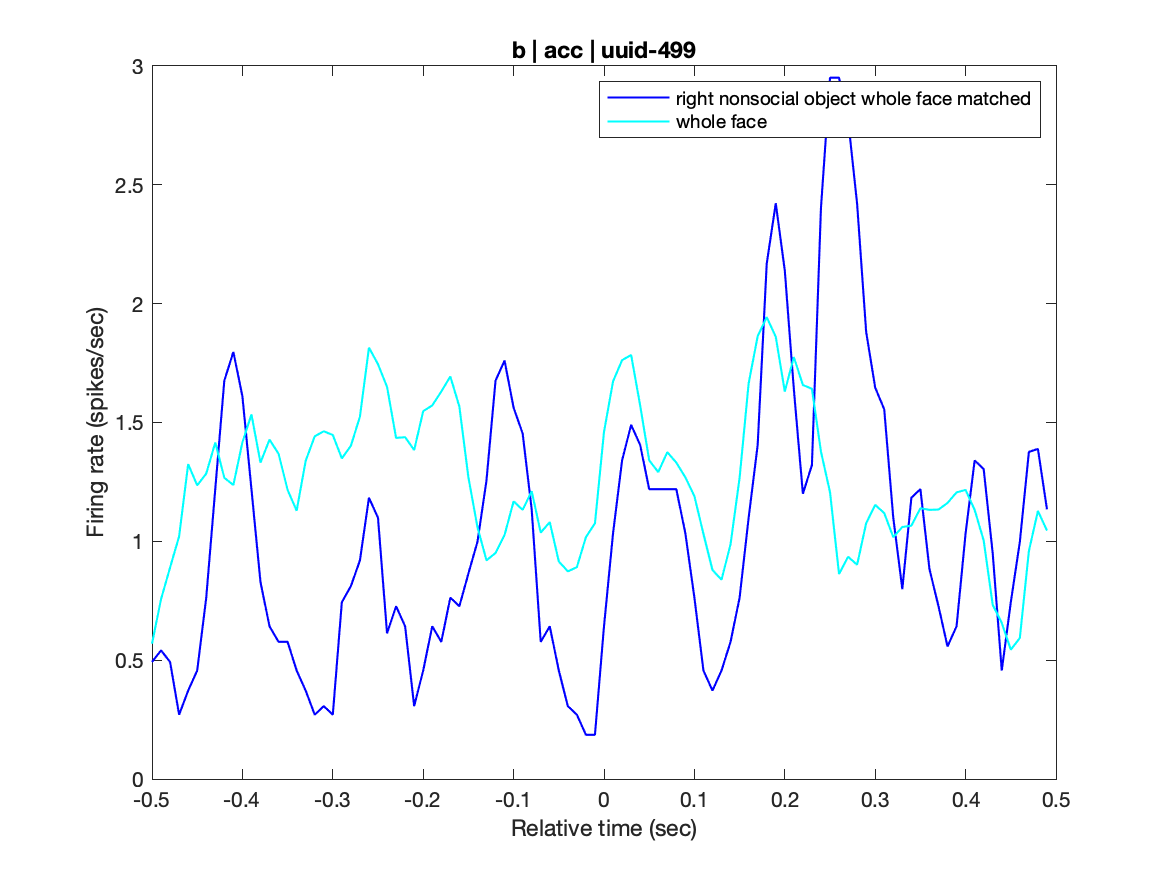 b | acc | uuid-499
3
right nonsocial object whole face matched
whole face
2.5
2
1.5
1
0.5
0
Firing rate (spikes/sec)
-0.5 -0.4 -0.3 -0.2 -0.1 0 0.1 0.2 0.3 0.4 0.5
Relative time (sec)